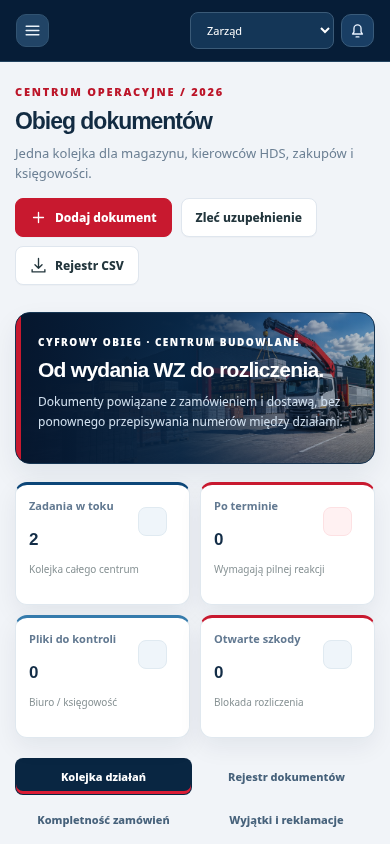 Zarząd
CENTRUM OPERACYJNE / 2026
Obieg dokumentów
Jedna kolejka dla magazynu, kierowców HDS, zakupów i
księgowości.
Dodaj dokument
Zleć uzupełnienie
Rejestr CSV
CYFROWY OBIEG · CENTRUM BUDOWLANE
Od wydania WZ do rozliczenia.
Dokumenty powiązane z zamówieniem i dostawą, bez
ponownego przepisywania numerów między działami.
Zadania w toku
2
Kolejka całego centrum
Po terminie
0
Wymagają pilnej reakcji
Pliki do kontroli
0
Biuro / księgowość
Otwarte szkody
0
Blokada rozliczenia
Kolejka działań
Rejestr dokumentów
Kompletność zamówień
Wyjątki i reklamacje